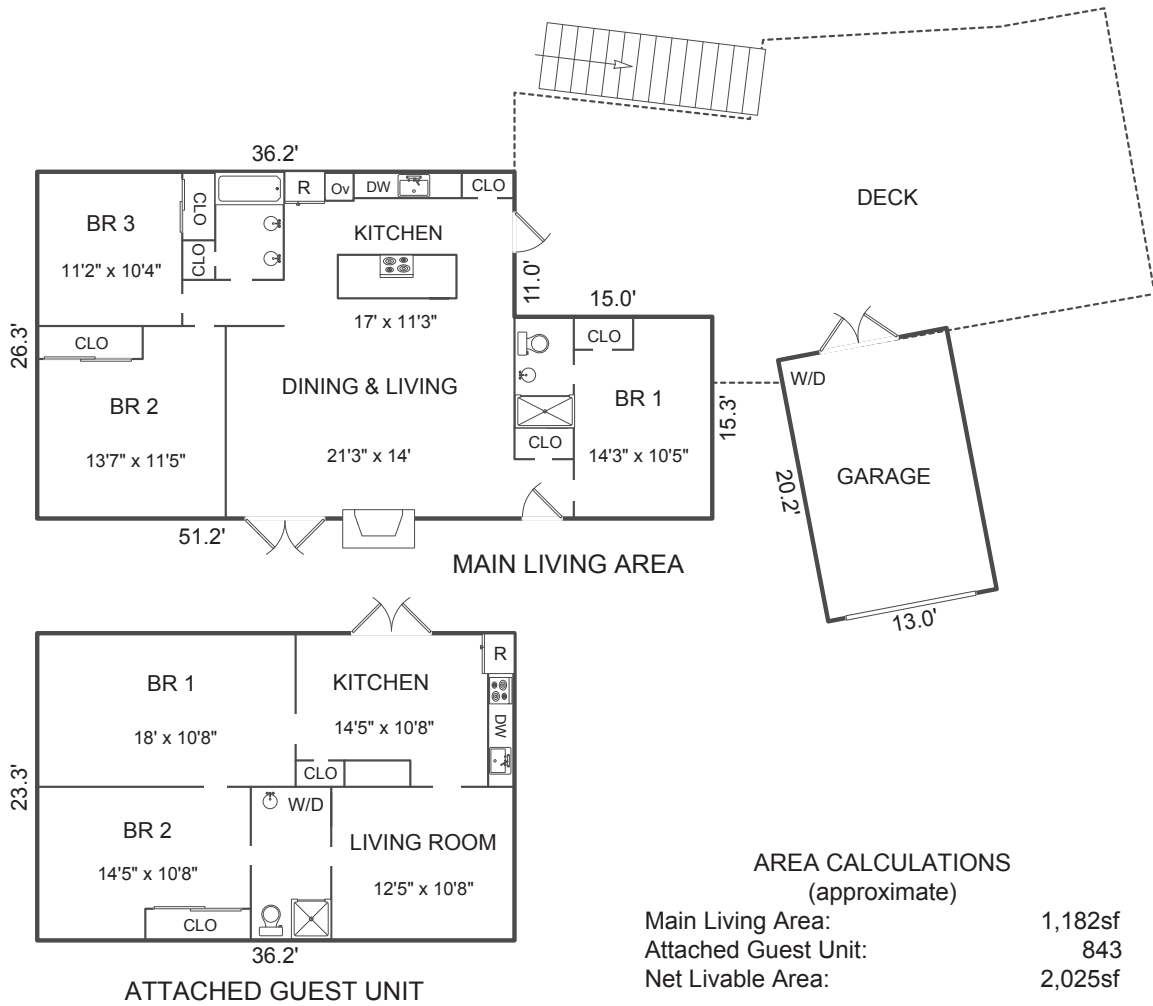 36.2'
DECK
BR 3
11'2" x 10'4"
CLO
CLO
R
Ov
DW
CLO
KITCHEN
17' x 11'3"
11.0'
15.0'
26.3'
CLO
BR 2
13'7" x 11'5"
DINING & LIVING
21'3" x 14'
CLO
CLO
BR 1
14'3" x 10'5"
15.3'
W/D
GARAGE
20.2'
13.0'
51.2'
MAIN LIVING AREA
BR 1
18' x 10'8"
KITCHEN
14'5" x 10'8"
R
DW
CLO
23.3'
BR 2
14'5" x 10'8"
CLO
W/D
LIVING ROOM
12'5" x 10'8"
36.2'
ATTACHED GUEST UNIT
AREA CALCULATIONS
(approximate)
Main Living Area: 1,182sf
Attached Guest Unit: 843
Net Livable Area: 2,025sf